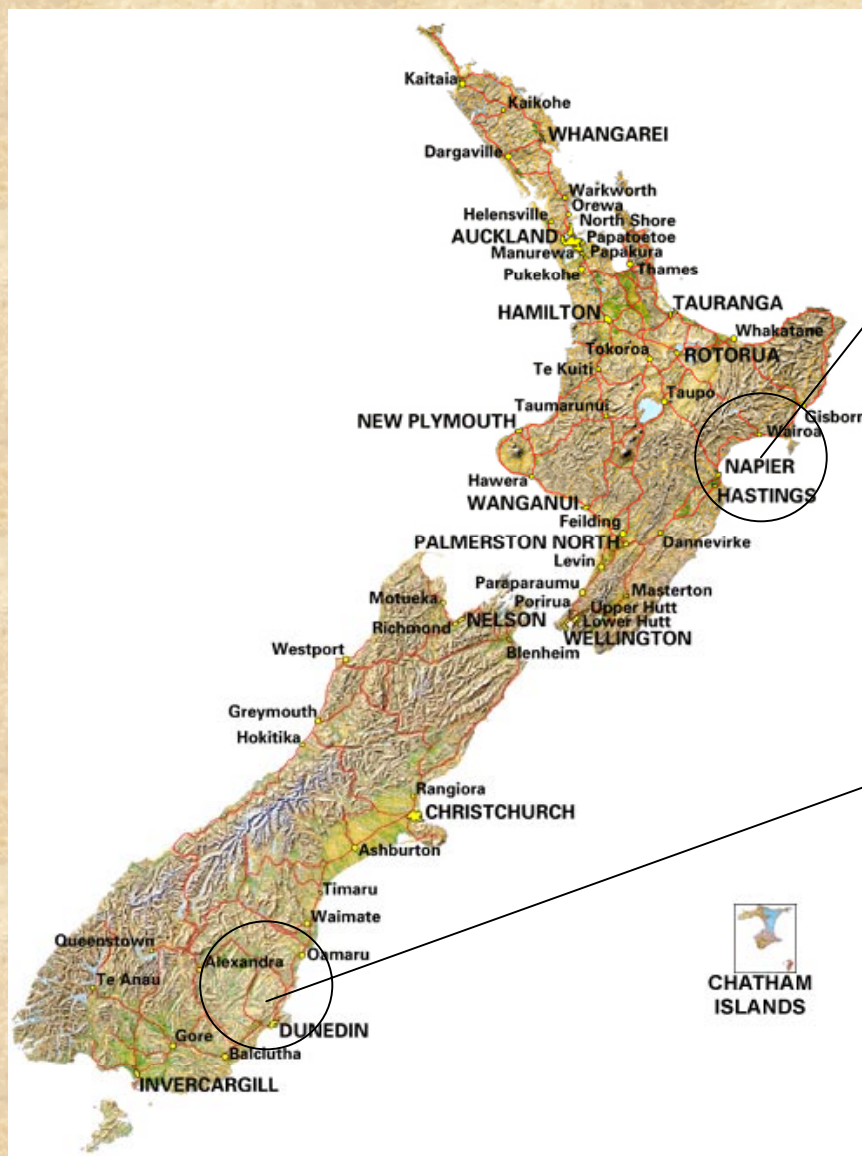 Kaitaia
Kaikohe
WHANGAREI
Dargaville
Warkworth
Orewa
Helensville
North Shore
AUCKLAND
Papatoetoe
Manurewa
Papakura
Pukekohe
Thames
HAMILTON
TAURANGA
Whakatane
Tokoroa
ROTORUA
Te Kuiti
Taupo
Taumarunui
Gisborn
NEW PLYMOUTH
Wairoa
NAPIER
Hawera
HASTINGS
WANGANUI
Feilding
PALMERSTON NORTH
Dannevirke
Levin
Paraparaumu
Masterton
Motueka
Porirua
Upper Hutt
NELSON
Lower Hutt
Richmond
WELLINGTON
Westport
Blenheim
Greymouth
Hokitika
Rangiora
CHRISTCHURCH
Ashburton
Timaru
Waimate
Queenstown
Oamaru
Alexandra
Te Anau
CHATHAM
ISLANDS
DUNEDIN
Gore
Balclutha
INVERCARGILL